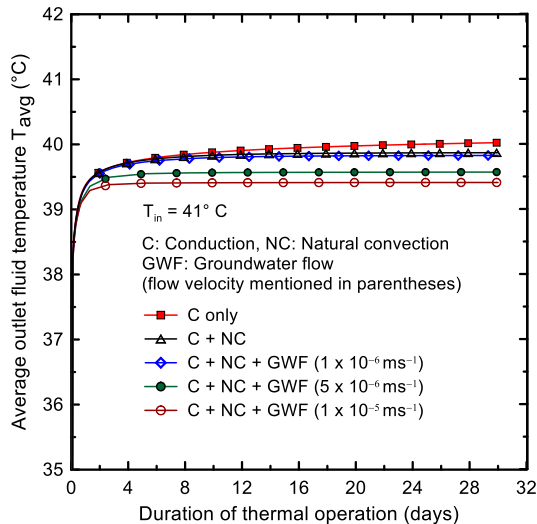 42
41
40
39
38
37
36
35
Average outlet fluid temperature Tavg (°C)
Tin = 41° C
C: Conduction, NC: Natural convection
GWF: Groundwater flow
(flow velocity mentioned in parentheses)
C only
C + NC
C + NC + GWF (1 x 10⁻⁶ ms⁻¹)
C + NC + GWF (5 x 10⁻⁶ ms⁻¹)
C + NC + GWF (1 x 10⁻⁵ ms⁻¹)
0 4 8 12 16 20 24 28 32
Duration of thermal operation (days)